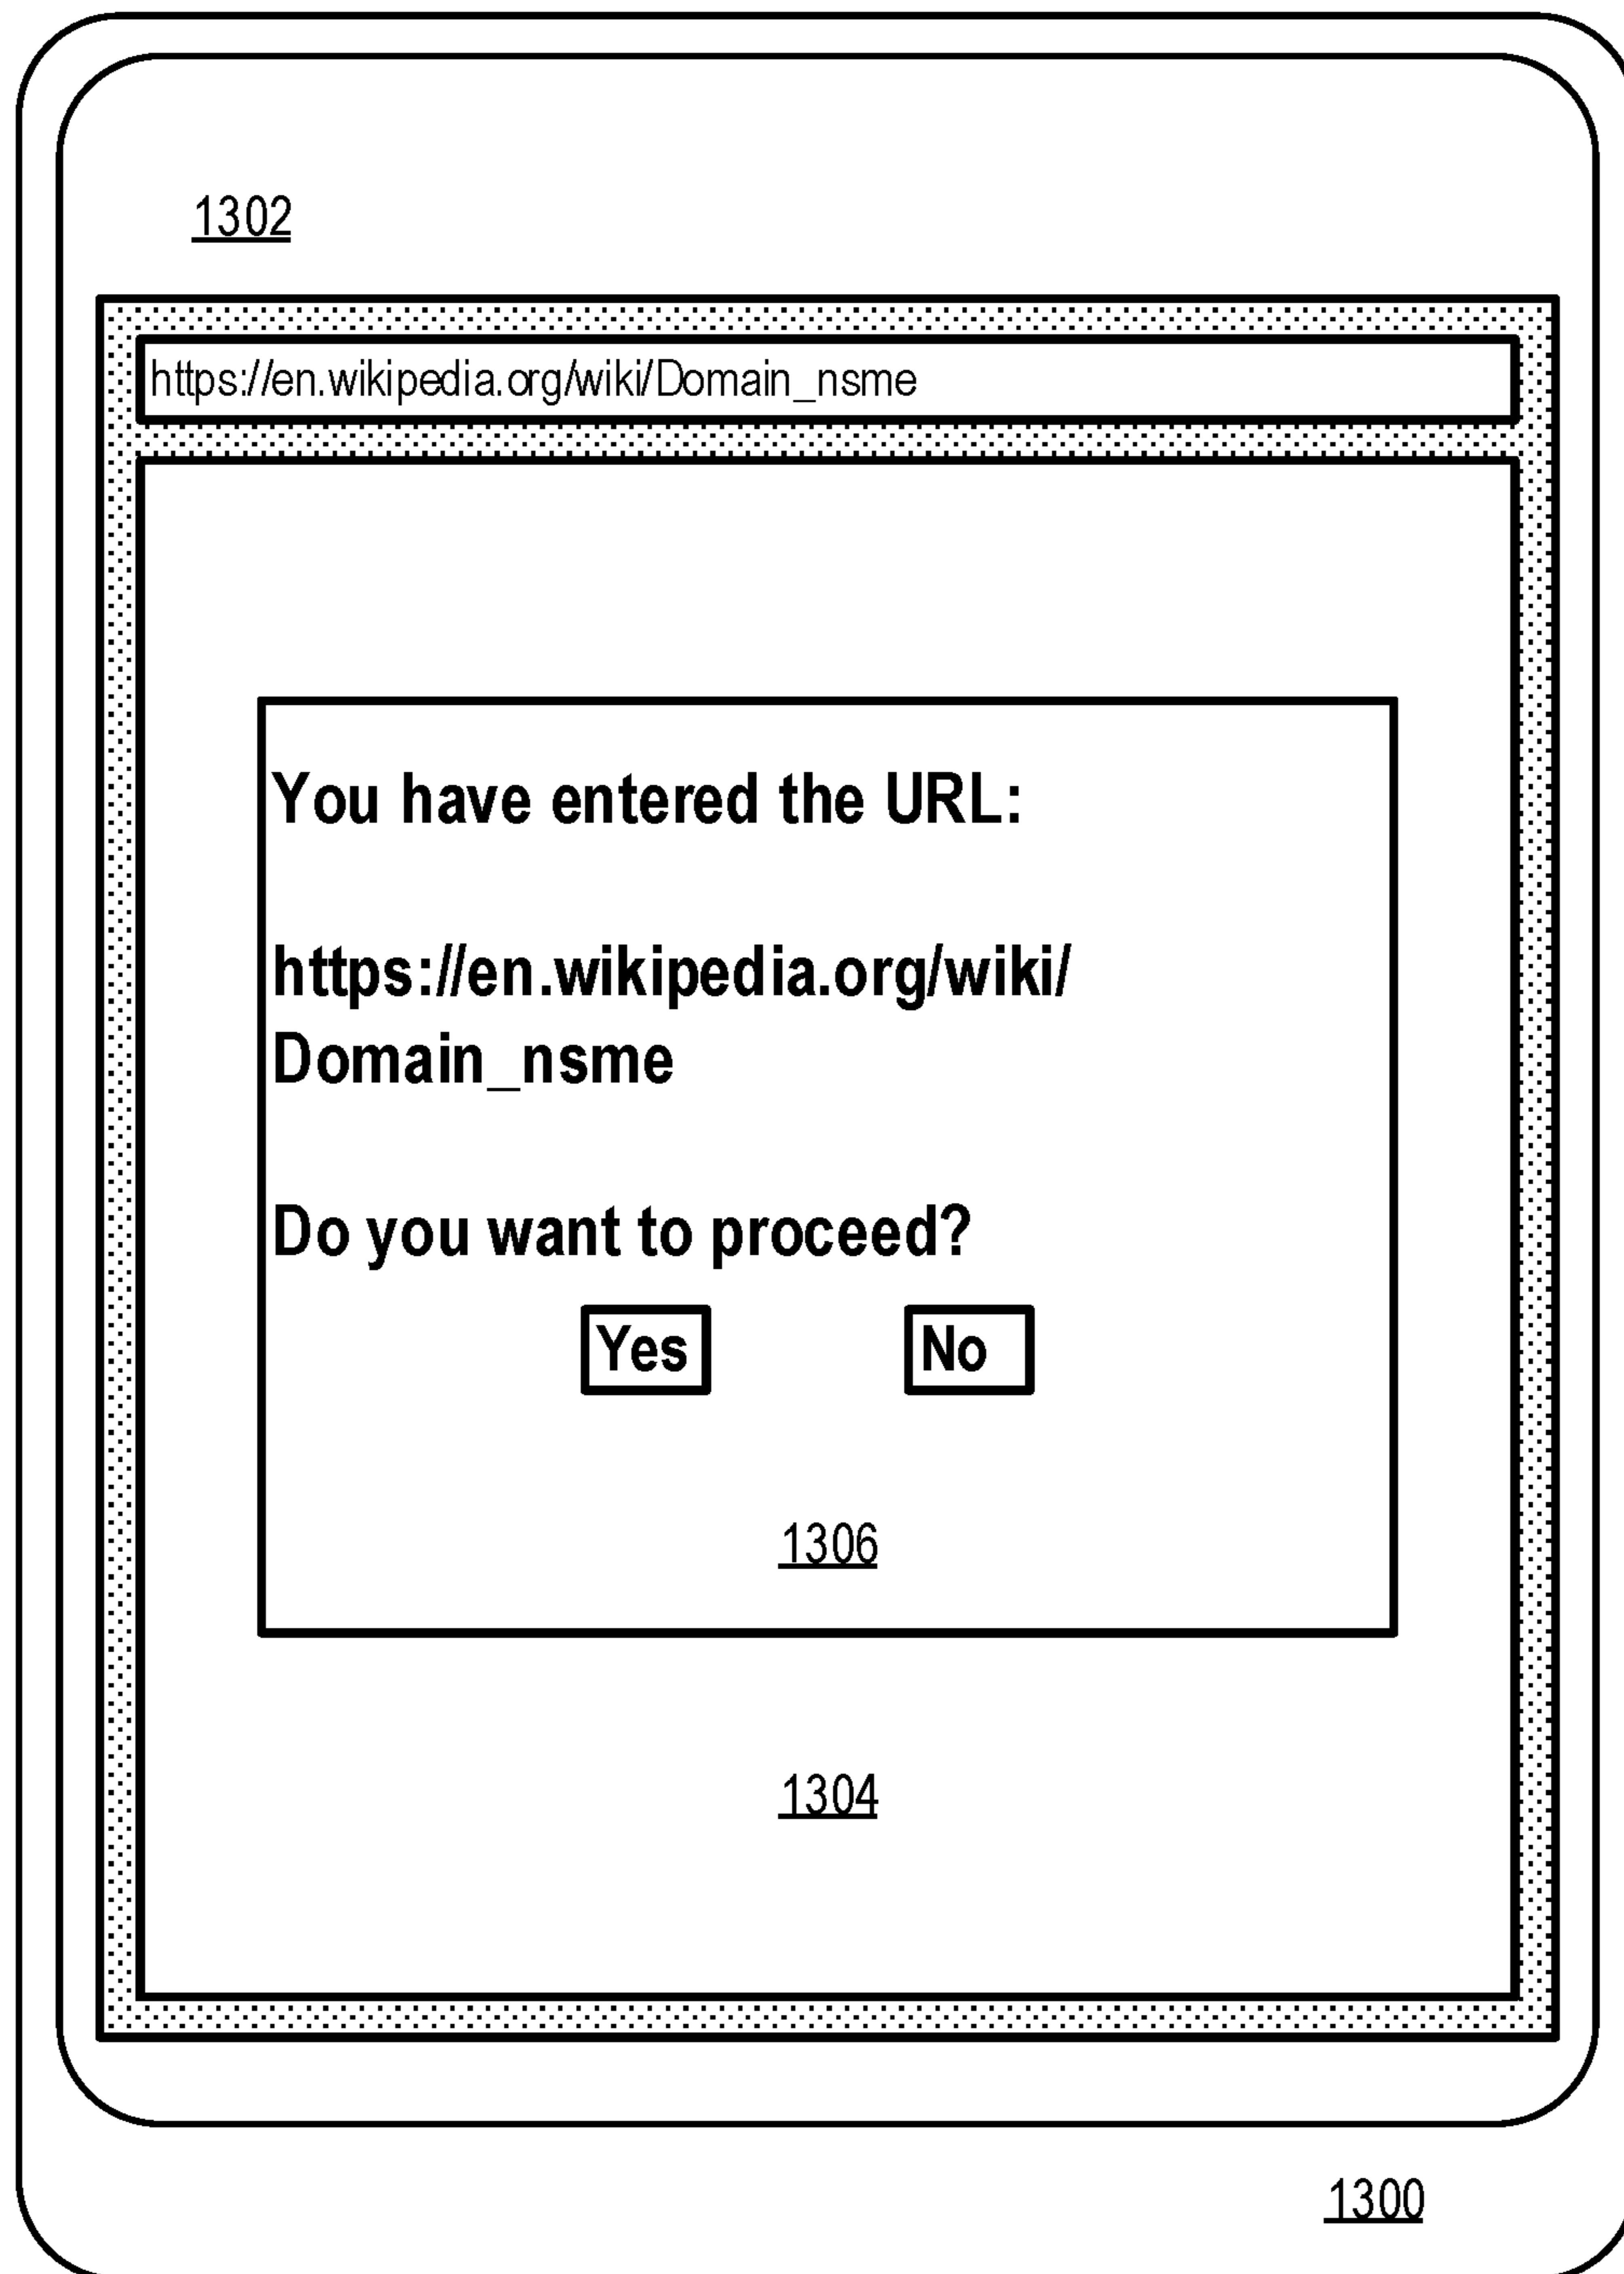 1302
https://en.wikipedia.org/wiki/Domain_nsme
You have entered the URL:
https://en.wikipedia.org/wiki/
Domain_nsme
Do you want to proceed?
Yes No
1306
1304
1300